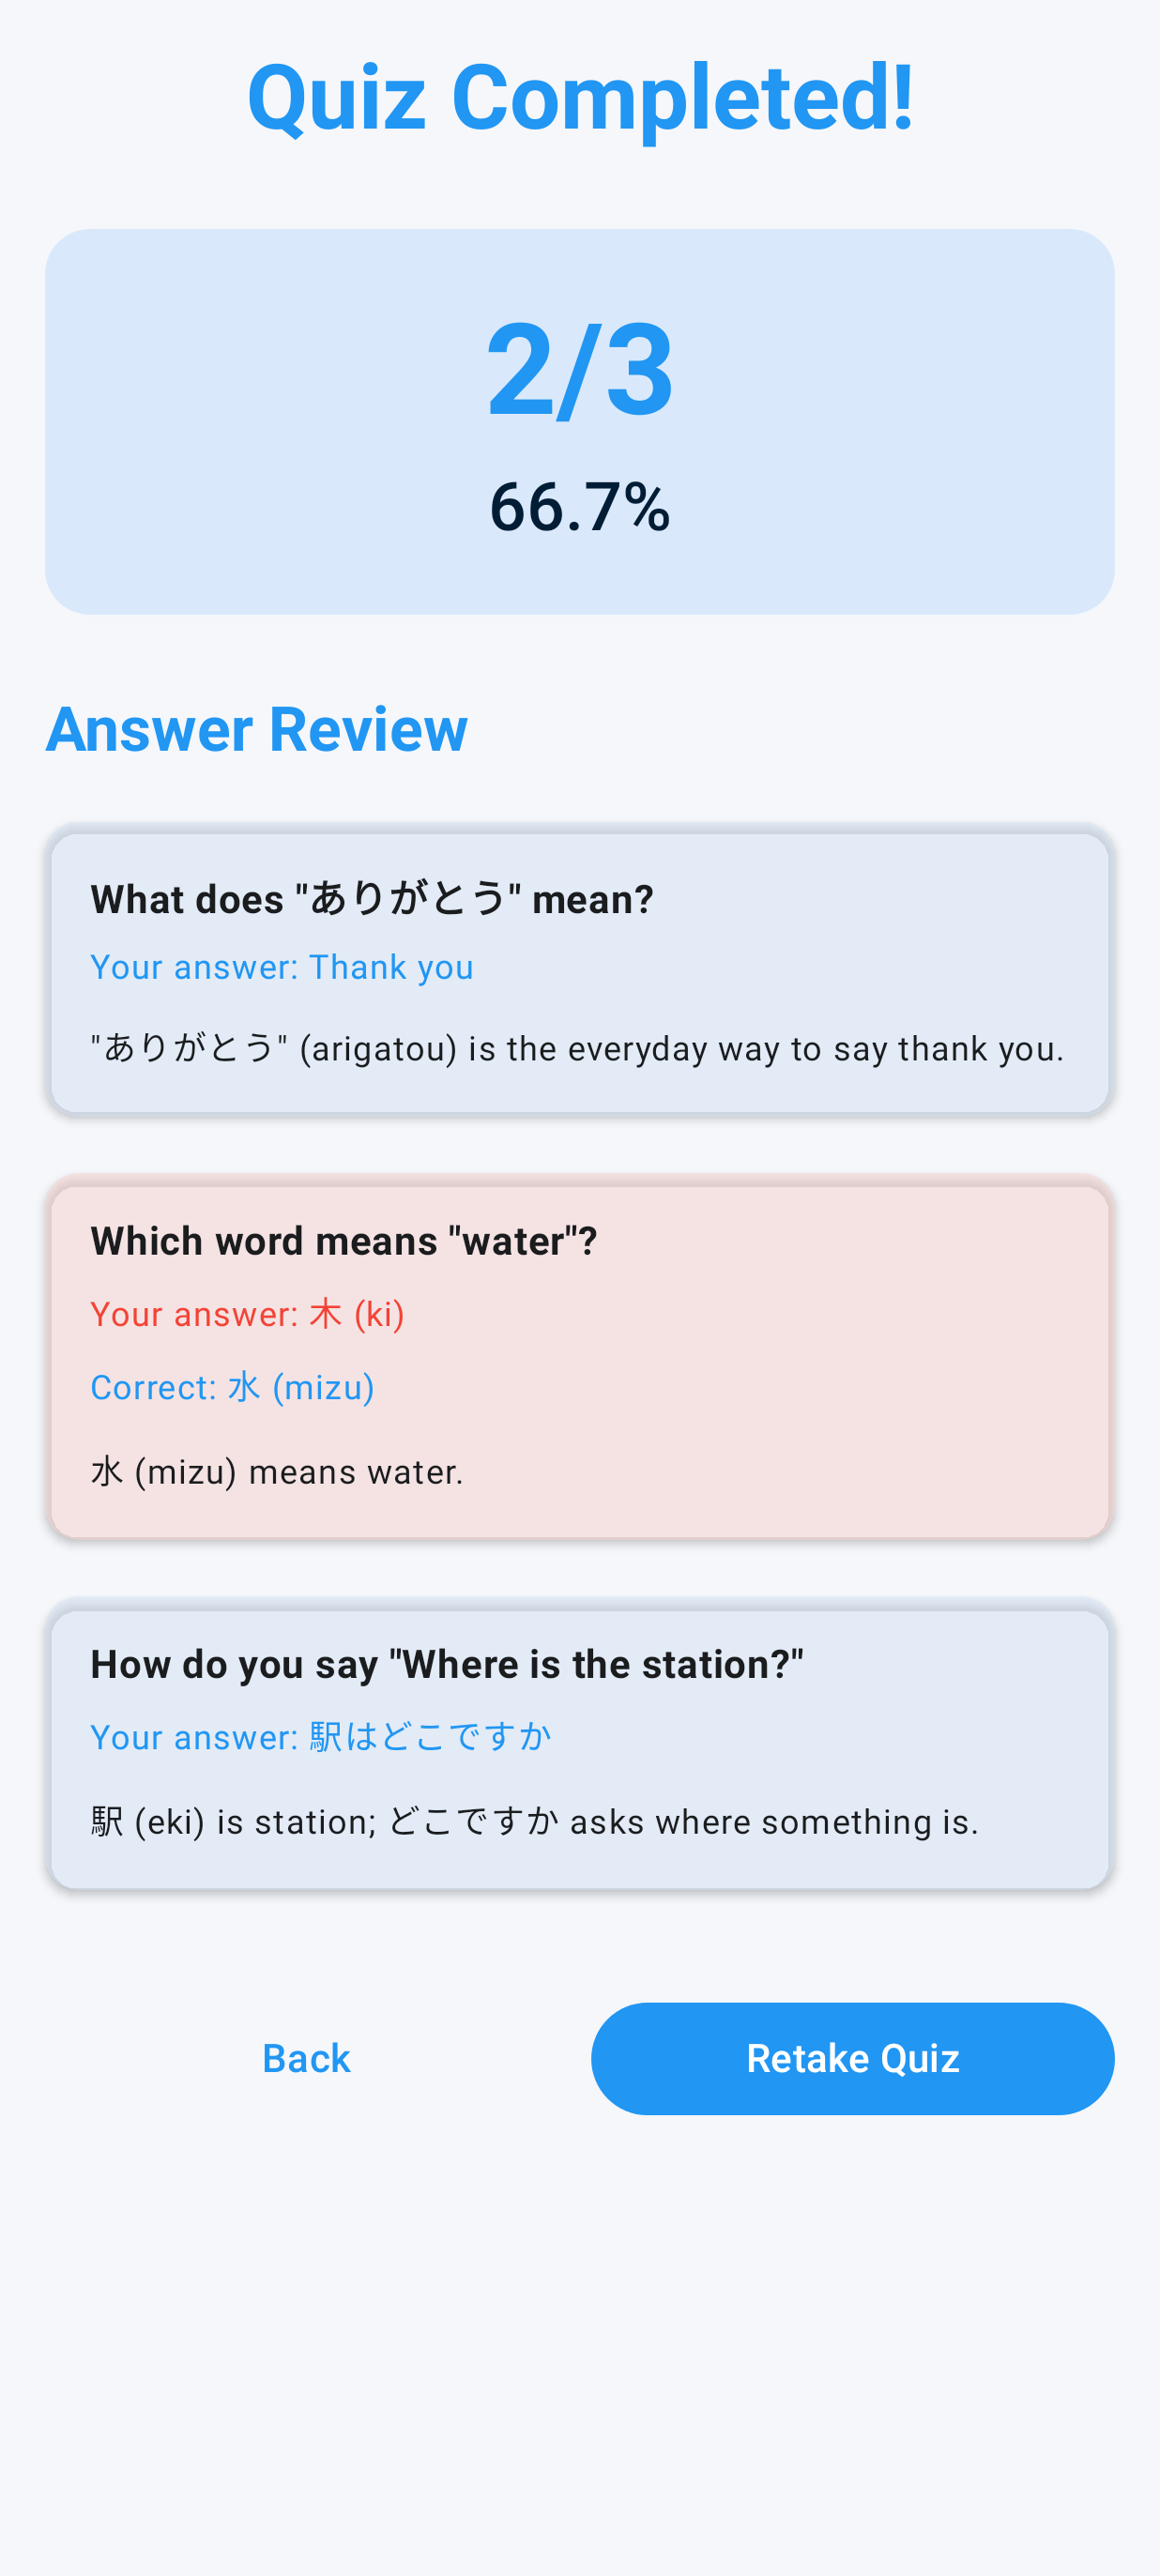 Quiz Completed!
2/3
66.7%
Answer Review
What does "ありがとう" mean?
Your answer: Thank you
"ありがとう" (arigatou) is the everyday way to say thank you.
Which word means "water"?
Your answer: 木 (ki)
Correct: 水 (mizu)
水 (mizu) means water.
How do you say "Where is the station?"
Your answer: 駅はどこですか
駅 (eki) is station; どこですか asks where something is.
Back
Retake Quiz